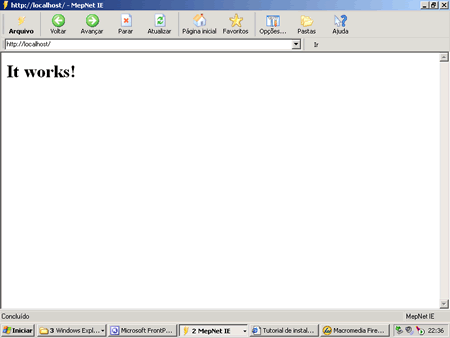 http://localhost/ - MepNet IE
Arquivo Voltar Avançar Parar Atualizar Página inicial Favoritos Opções... Pastas Ajuda
http://localhost/ Ir
It works!
Concluído MepNet IE
Iniciar 3 Windows Expl... Microsoft FrontP... 2 MepNet IE Tutorial de instal... Macromedia Fire... 22:36